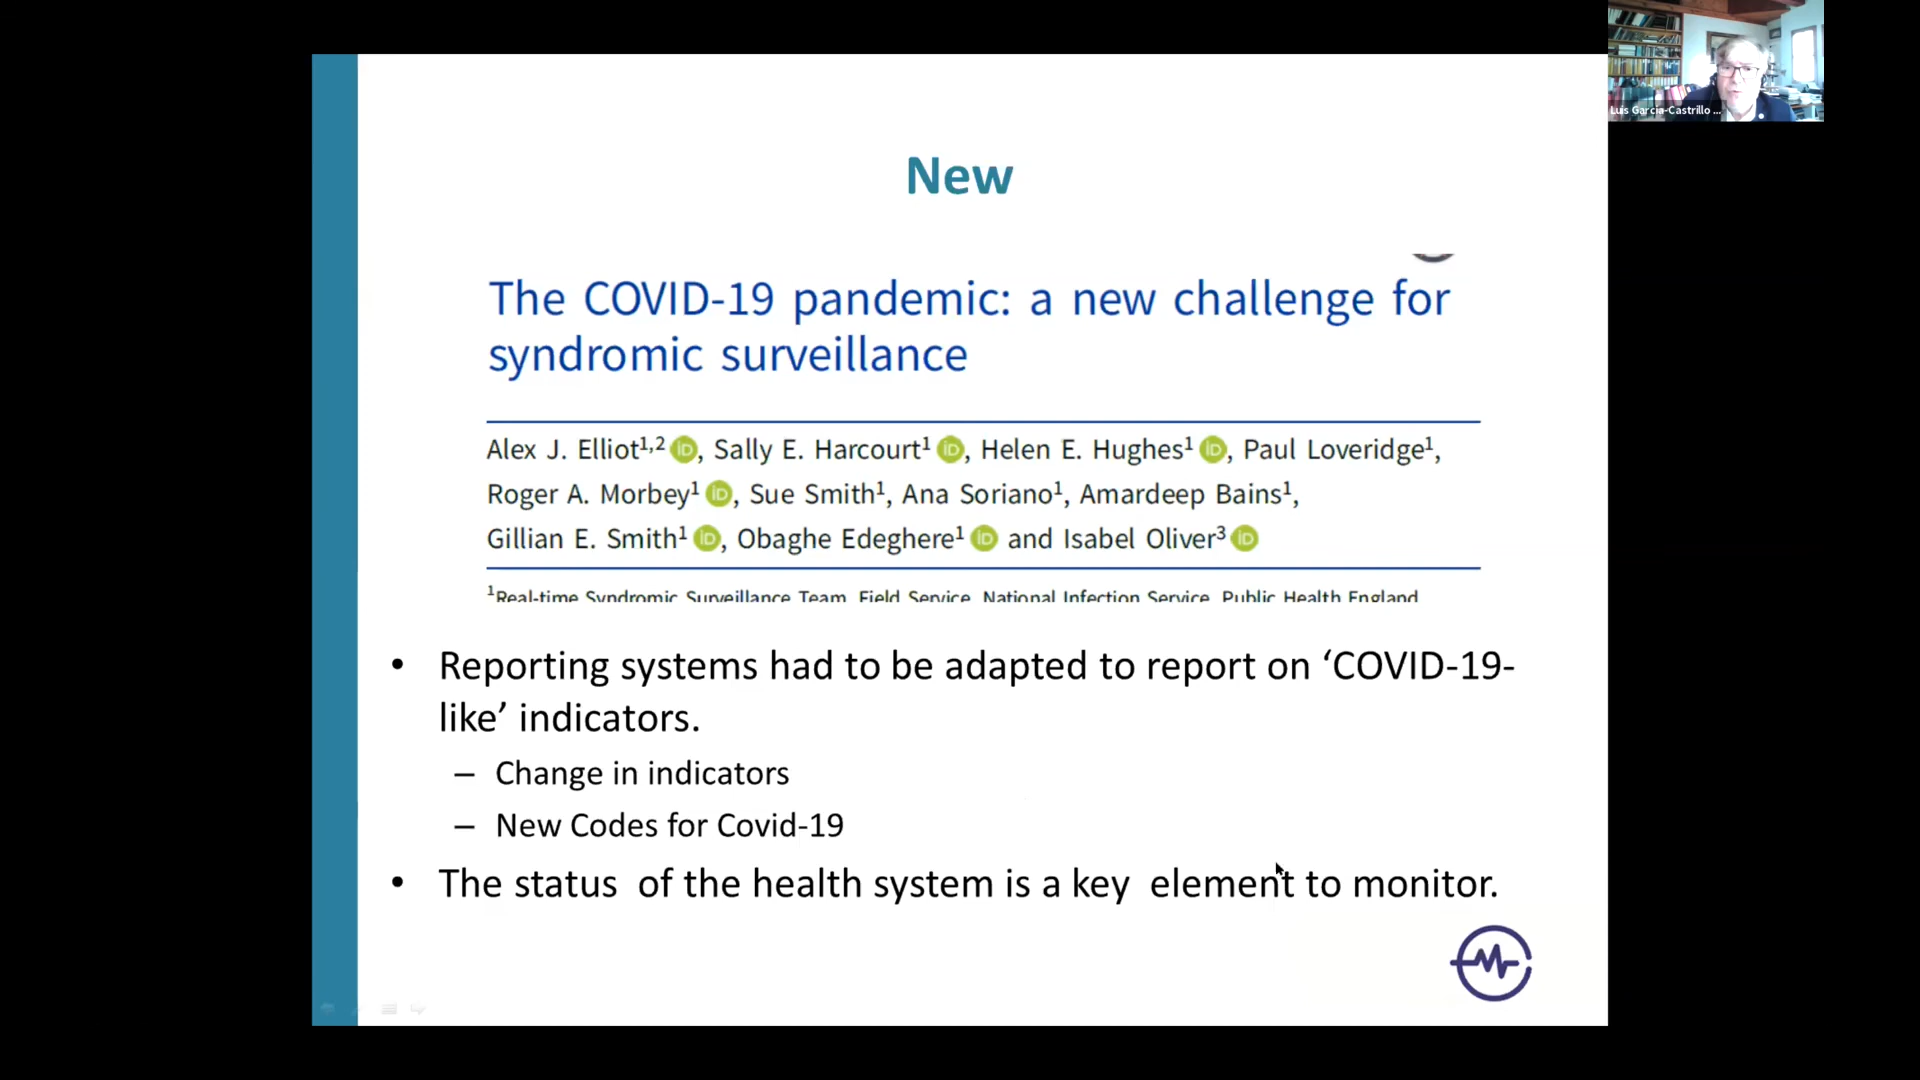 Luis Garcia-Castrillo ...
New
The COVID-19 pandemic: a new challenge for
syndromic surveillance
Alex J. Elliot1,2 iD, Sally E. Harcourt1 iD, Helen E. Hughes1 iD, Paul Loveridge1,
Roger A. Morbey1 iD, Sue Smith1, Ana Soriano1, Amardeep Bains1,
Gillian E. Smith1 iD, Obaghe Edeghere1 iD and Isabel Oliver3 iD
1Real-time Syndromic Surveillance Team, Field Service, National Infection Service, Public Health England
• Reporting systems had to be adapted to report on ‘COVID-19-
like’ indicators.
– Change in indicators
– New Codes for Covid-19
• The status of the health system is a key element to monitor.